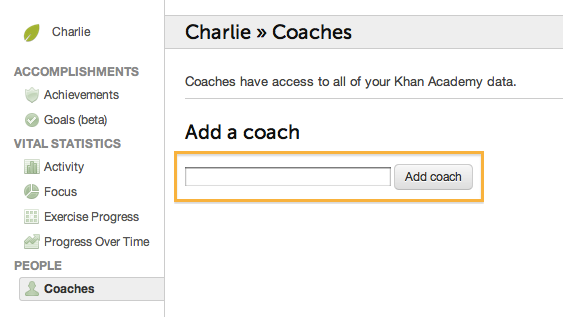 Charlie
ACCOMPLISHMENTS
Achievements
Goals (beta)
VITAL STATISTICS
Activity
Focus
Exercise Progress
Progress Over Time
PEOPLE
Coaches
Charlie » Coaches
Coaches have access to all of your Khan Academy data.
Add a coach
Add coach